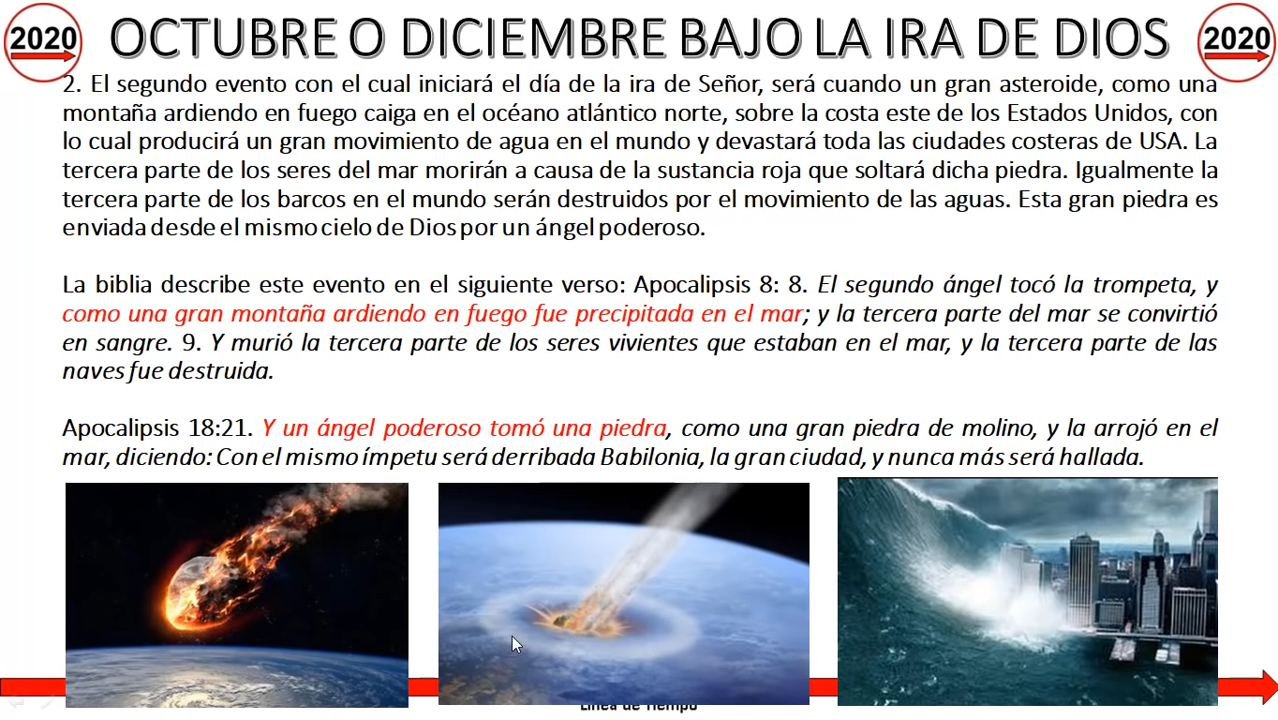 2020 OCTUBRE O DICIEMBRE BAJO LA IRA DE DIOS 2020
2. El segundo evento con el cual iniciará el día de la ira de Señor, será cuando un gran asteroide, como una
montaña ardiendo en fuego caiga en el océano atlántico norte, sobre la costa este de los Estados Unidos, con
lo cual producirá un gran movimiento de agua en el mundo y devastará toda las ciudades costeras de USA. La
tercera parte de los seres del mar morirán a causa de la sustancia roja que soltará dicha piedra. Igualmente la
tercera parte de los barcos en el mundo serán destruidos por el movimiento de las aguas. Esta gran piedra es
enviada desde el mismo cielo de Dios por un ángel poderoso.
La biblia describe este evento en el siguiente verso: Apocalipsis 8: 8. El segundo ángel tocó la trompeta, y
como una gran montaña ardiendo en fuego fue precipitada en el mar; y la tercera parte del mar se convirtió
en sangre. 9. Y murió la tercera parte de los seres vivientes que estaban en el mar, y la tercera parte de las
naves fue destruida.
Apocalipsis 18:21. Y un ángel poderoso tomó una piedra, como una gran piedra de molino, y la arrojó en el
mar, diciendo: Con el mismo ímpetu será derribada Babilonia, la gran ciudad, y nunca más será hallada.
Línea de Tiempo